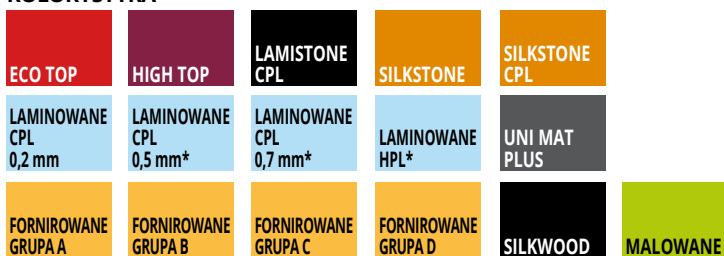 KOLORYSTYKA
ECO TOP
HIGH TOP
LAMISTONE
CPL
SILKSTONE
SILKSTONE
CPL
LAMINOWANE
CPL
0,2 mm
LAMINOWANE
CPL
0,5 mm*
LAMINOWANE
CPL
0,7 mm*
LAMINOWANE
HPL*
UNI MAT
PLUS
FORNIROWANE
GRUPA A
FORNIROWANE
GRUPA B
FORNIROWANE
GRUPA C
FORNIROWANE
GRUPA D
SILKWOOD
MALOWANE